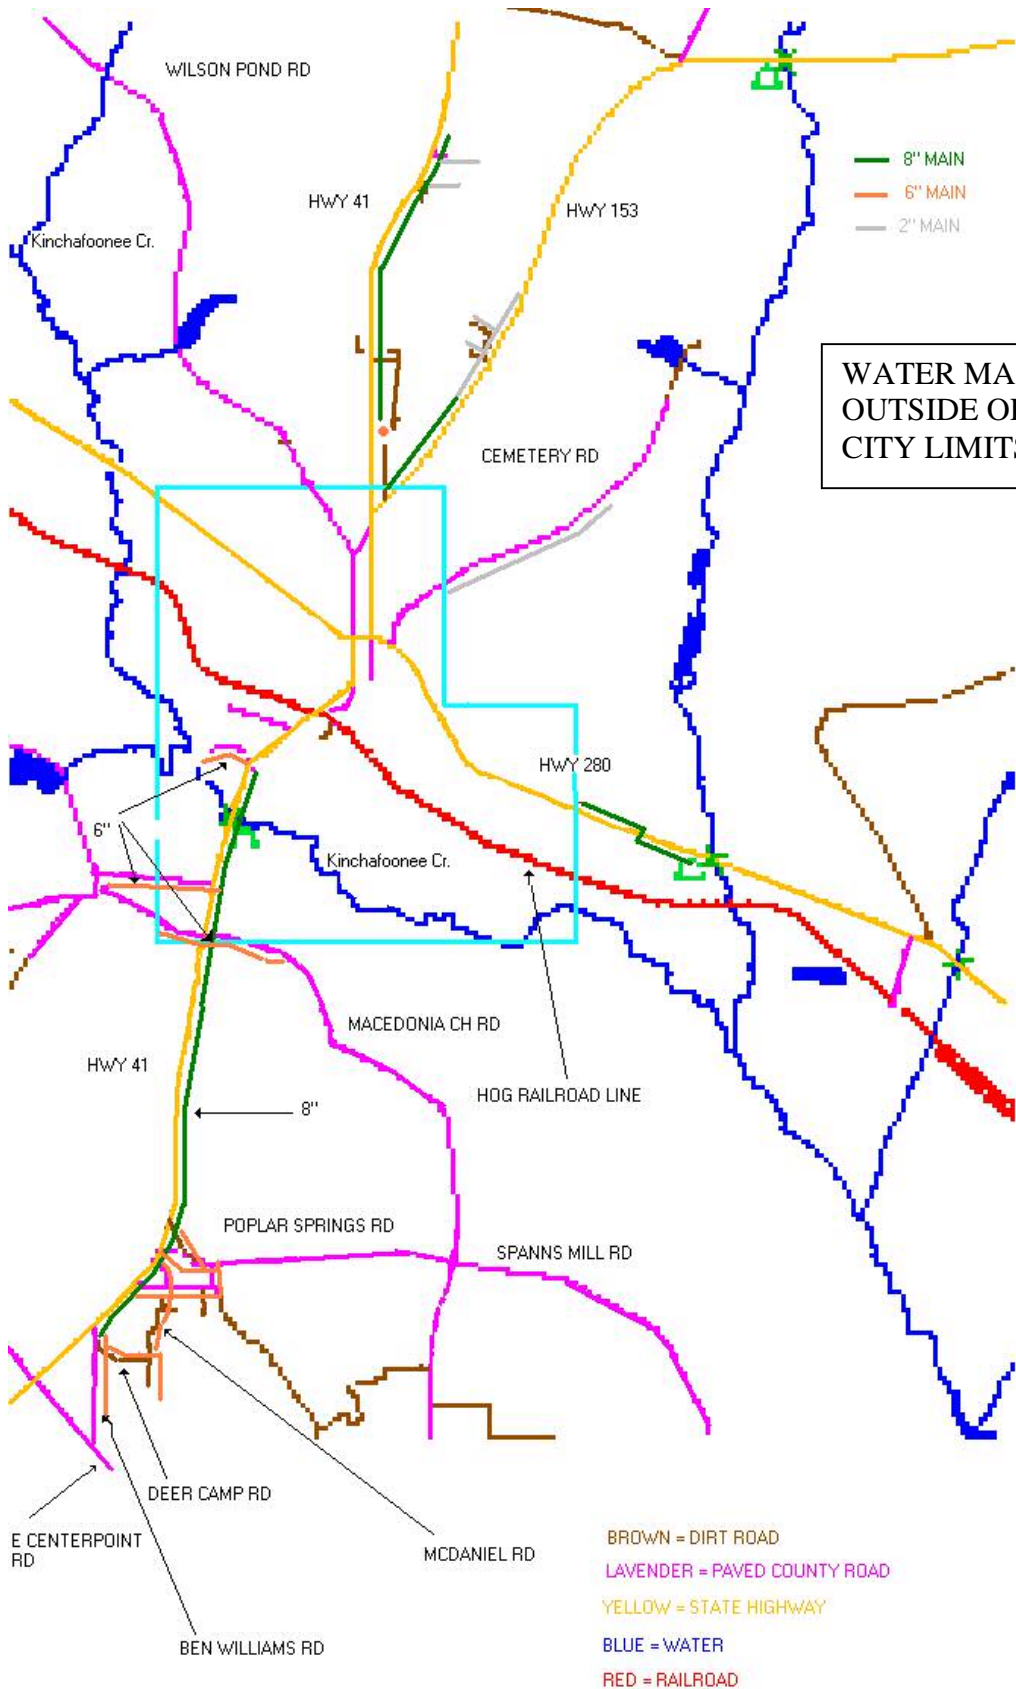 WILSON POND RD
8" MAIN
HWY 41
6" MAIN
HWY 153
2" MAIN
Kinchafoonee Cr.
WATER MA
OUTSIDE O
CITY LIMITS
CEMETERY RD
HWY 280
6"
Kinchafoonee Cr.
MACEDONIA CH RD
HWY 41
HOG RAILROAD LINE
8"
POPLAR SPRINGS RD
SPANNS MILL RD
DEER CAMP RD
E CENTERPOINT
RD
MCDANIEL RD
BEN WILLIAMS RD
BROWN = DIRT ROAD
LAVENDER = PAVED COUNTY ROAD
YELLOW = STATE HIGHWAY
BLUE = WATER
RED = RAILROAD